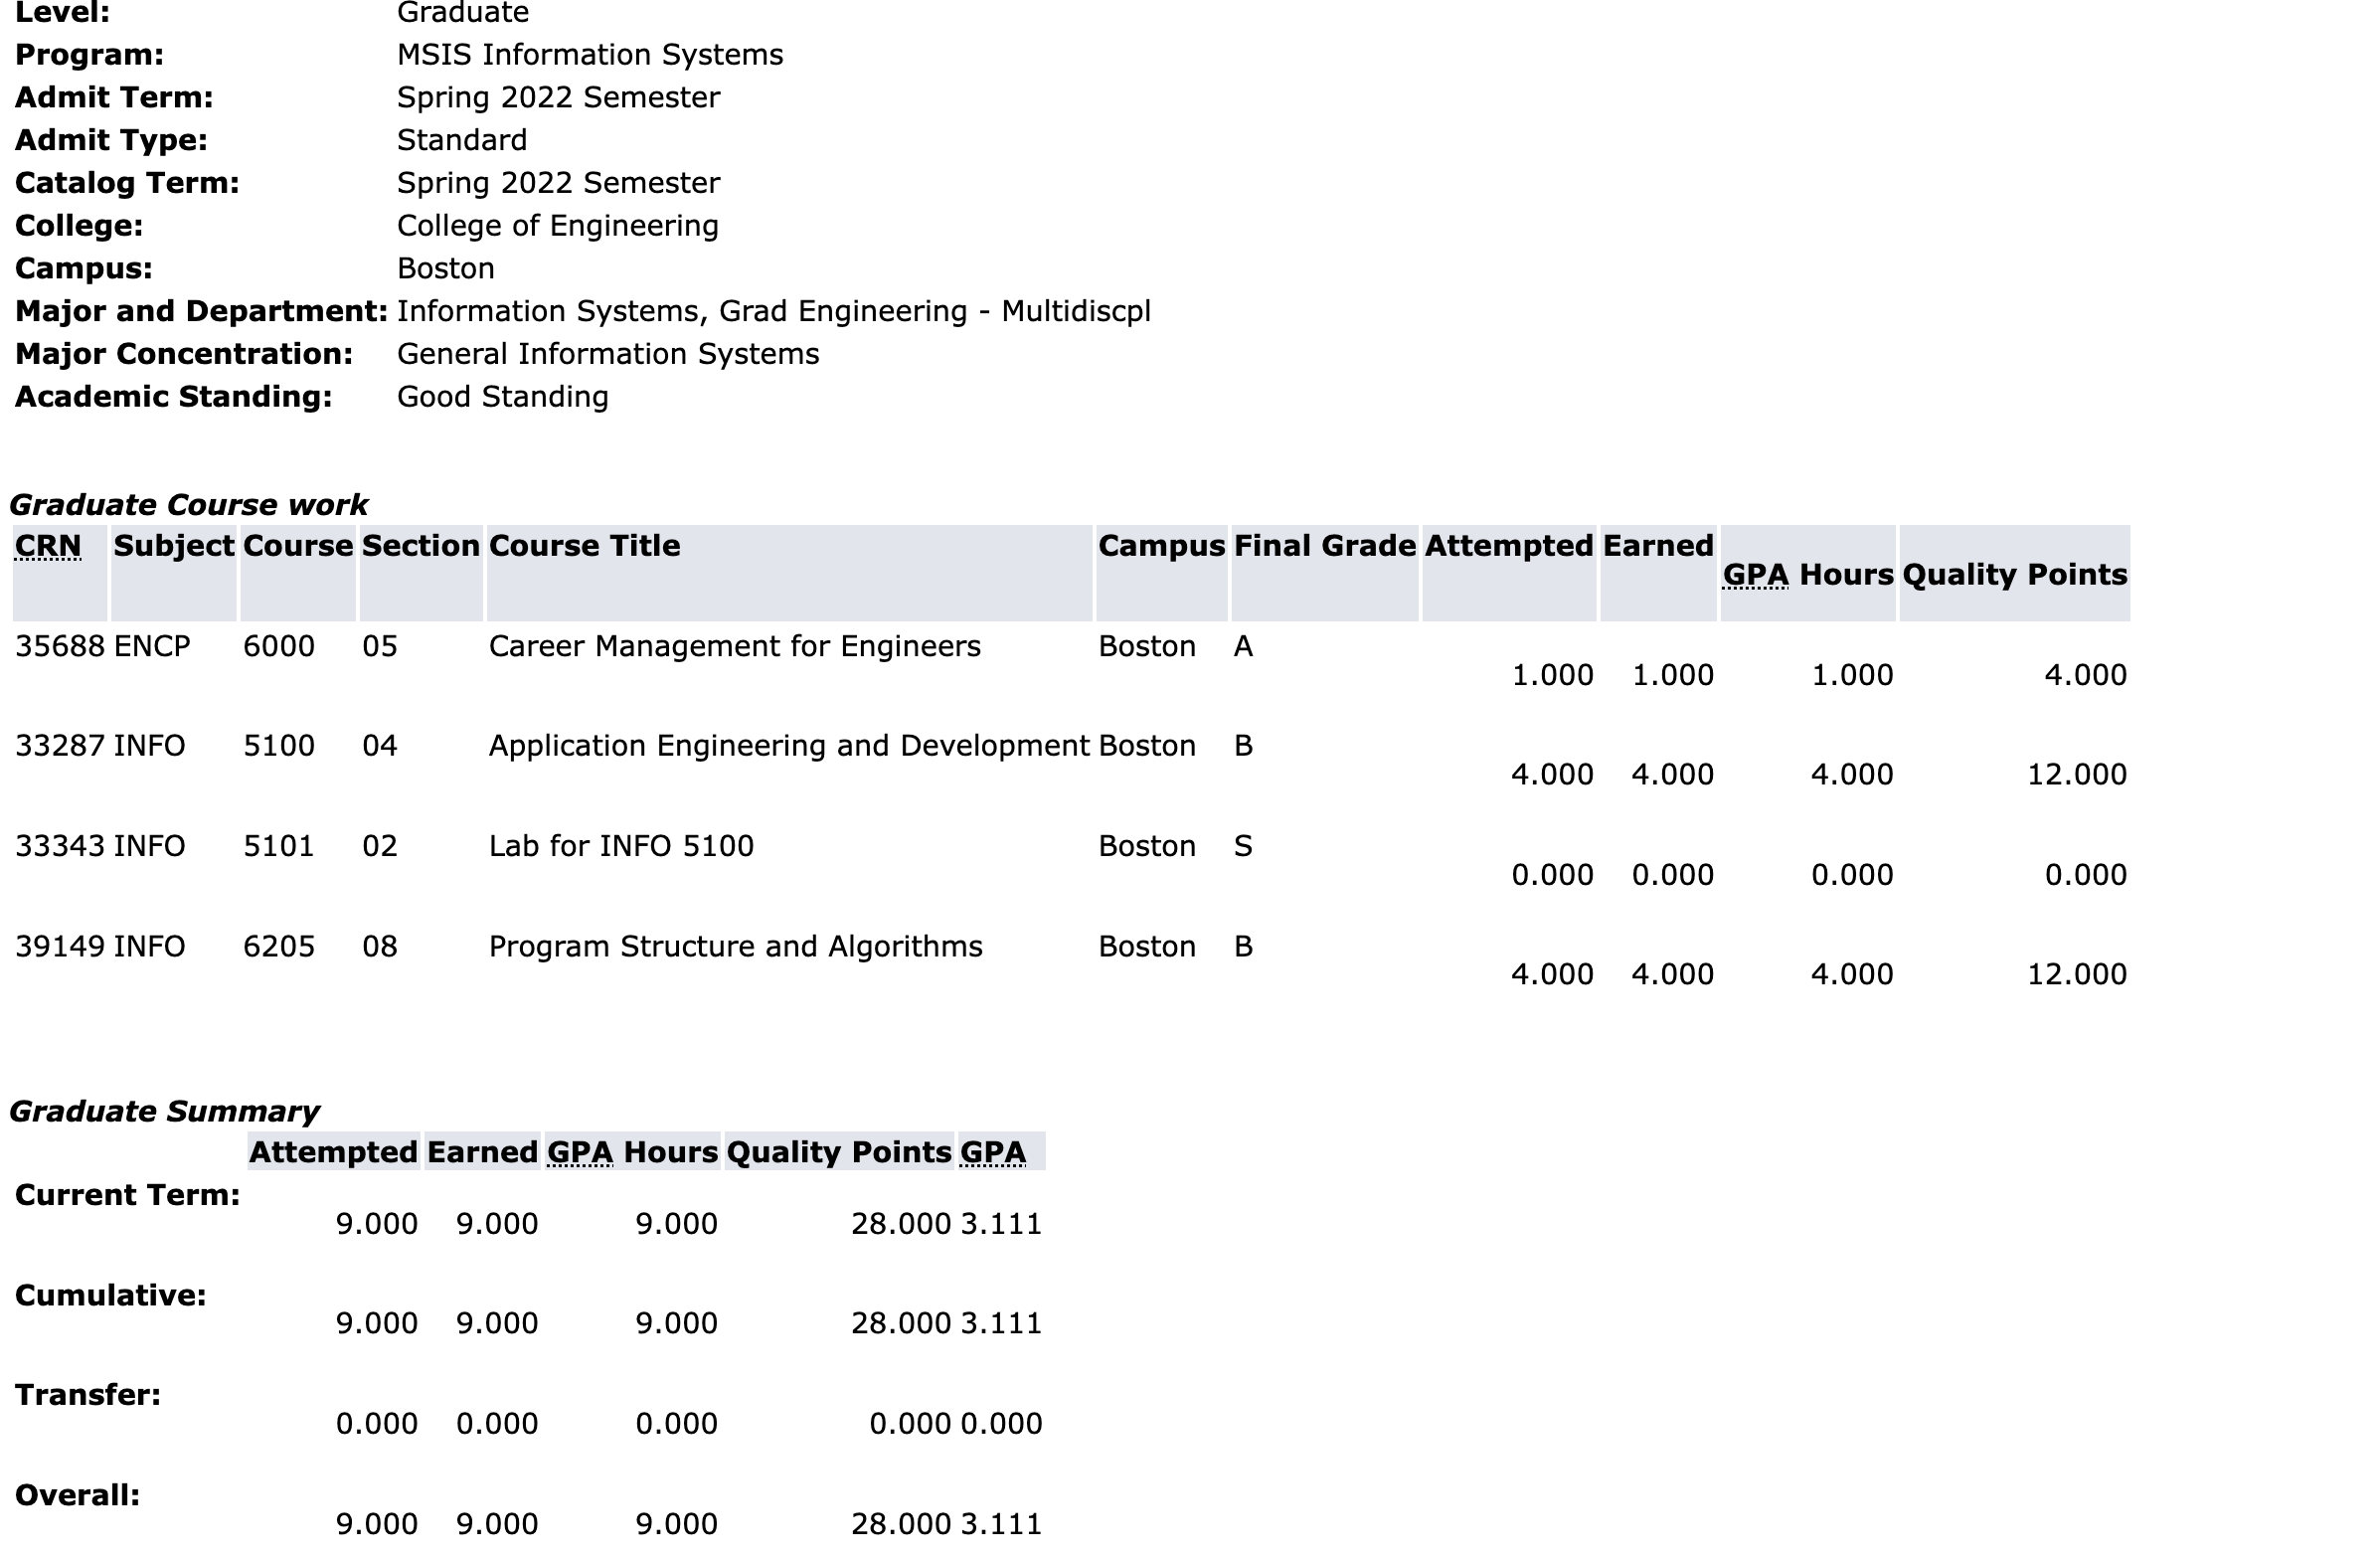 Level: Graduate
Program: MSIS Information Systems
Admit Term: Spring 2022 Semester
Admit Type: Standard
Catalog Term: Spring 2022 Semester
College: College of Engineering
Campus: Boston
Major and Department: Information Systems, Grad Engineering - Multidiscpl
Major Concentration: General Information Systems
Academic Standing: Good Standing
Graduate Course work
CRN Subject Course Section Course Title Campus Final Grade Attempted Earned GPA Hours Quality Points
35688 ENCP 6000 05 Career Management for Engineers Boston A 1.000 1.000 1.000 4.000
33287 INFO 5100 04 Application Engineering and Development Boston B 4.000 4.000 4.000 12.000
33343 INFO 5101 02 Lab for INFO 5100 Boston S 0.000 0.000 0.000 0.000
39149 INFO 6205 08 Program Structure and Algorithms Boston B 4.000 4.000 4.000 12.000
Graduate Summary
Attempted Earned GPA Hours Quality Points GPA
Current Term: 9.000 9.000 9.000 28.000 3.111
Cumulative: 9.000 9.000 9.000 28.000 3.111
Transfer: 0.000 0.000 0.000 0.000 0.000
Overall: 9.000 9.000 9.000 28.000 3.111